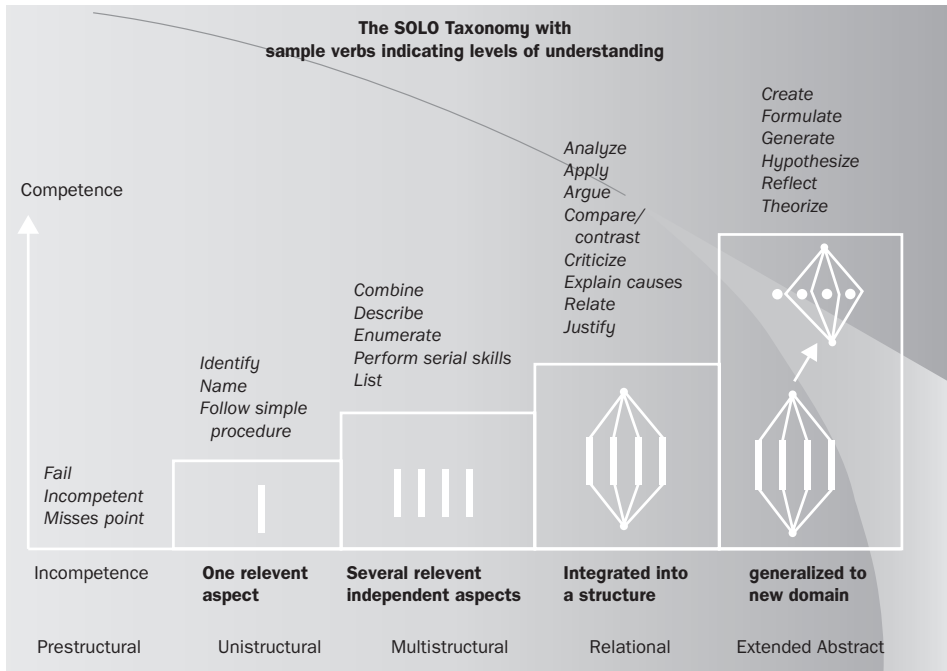 The SOLO Taxonomy with
sample verbs indicating levels of understanding
Competence
Fail
Incompetent
Misses point
Identify
Name
Follow simple
procedure
Combine
Describe
Enumerate
Perform serial skills
List
Analyze
Apply
Argue
Compare/
contrast
Criticize
Explain causes
Relate
Justify
Create
Formulate
Generate
Hypothesize
Reflect
Theorize
Incompetence
One relevent
aspect
Several relevent
independent aspects
Integrated into
a structure
generalized to
new domain
Prestructural
Unistructural
Multistructural
Relational
Extended Abstract